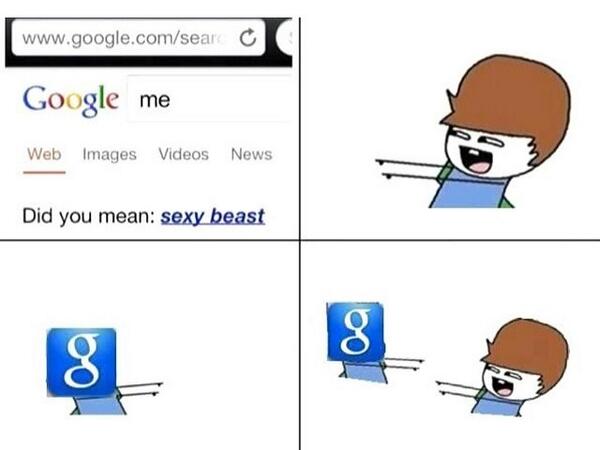 www.google.com/sear
Google me
Web Images Videos News
Did you mean: sexy beast
g
g